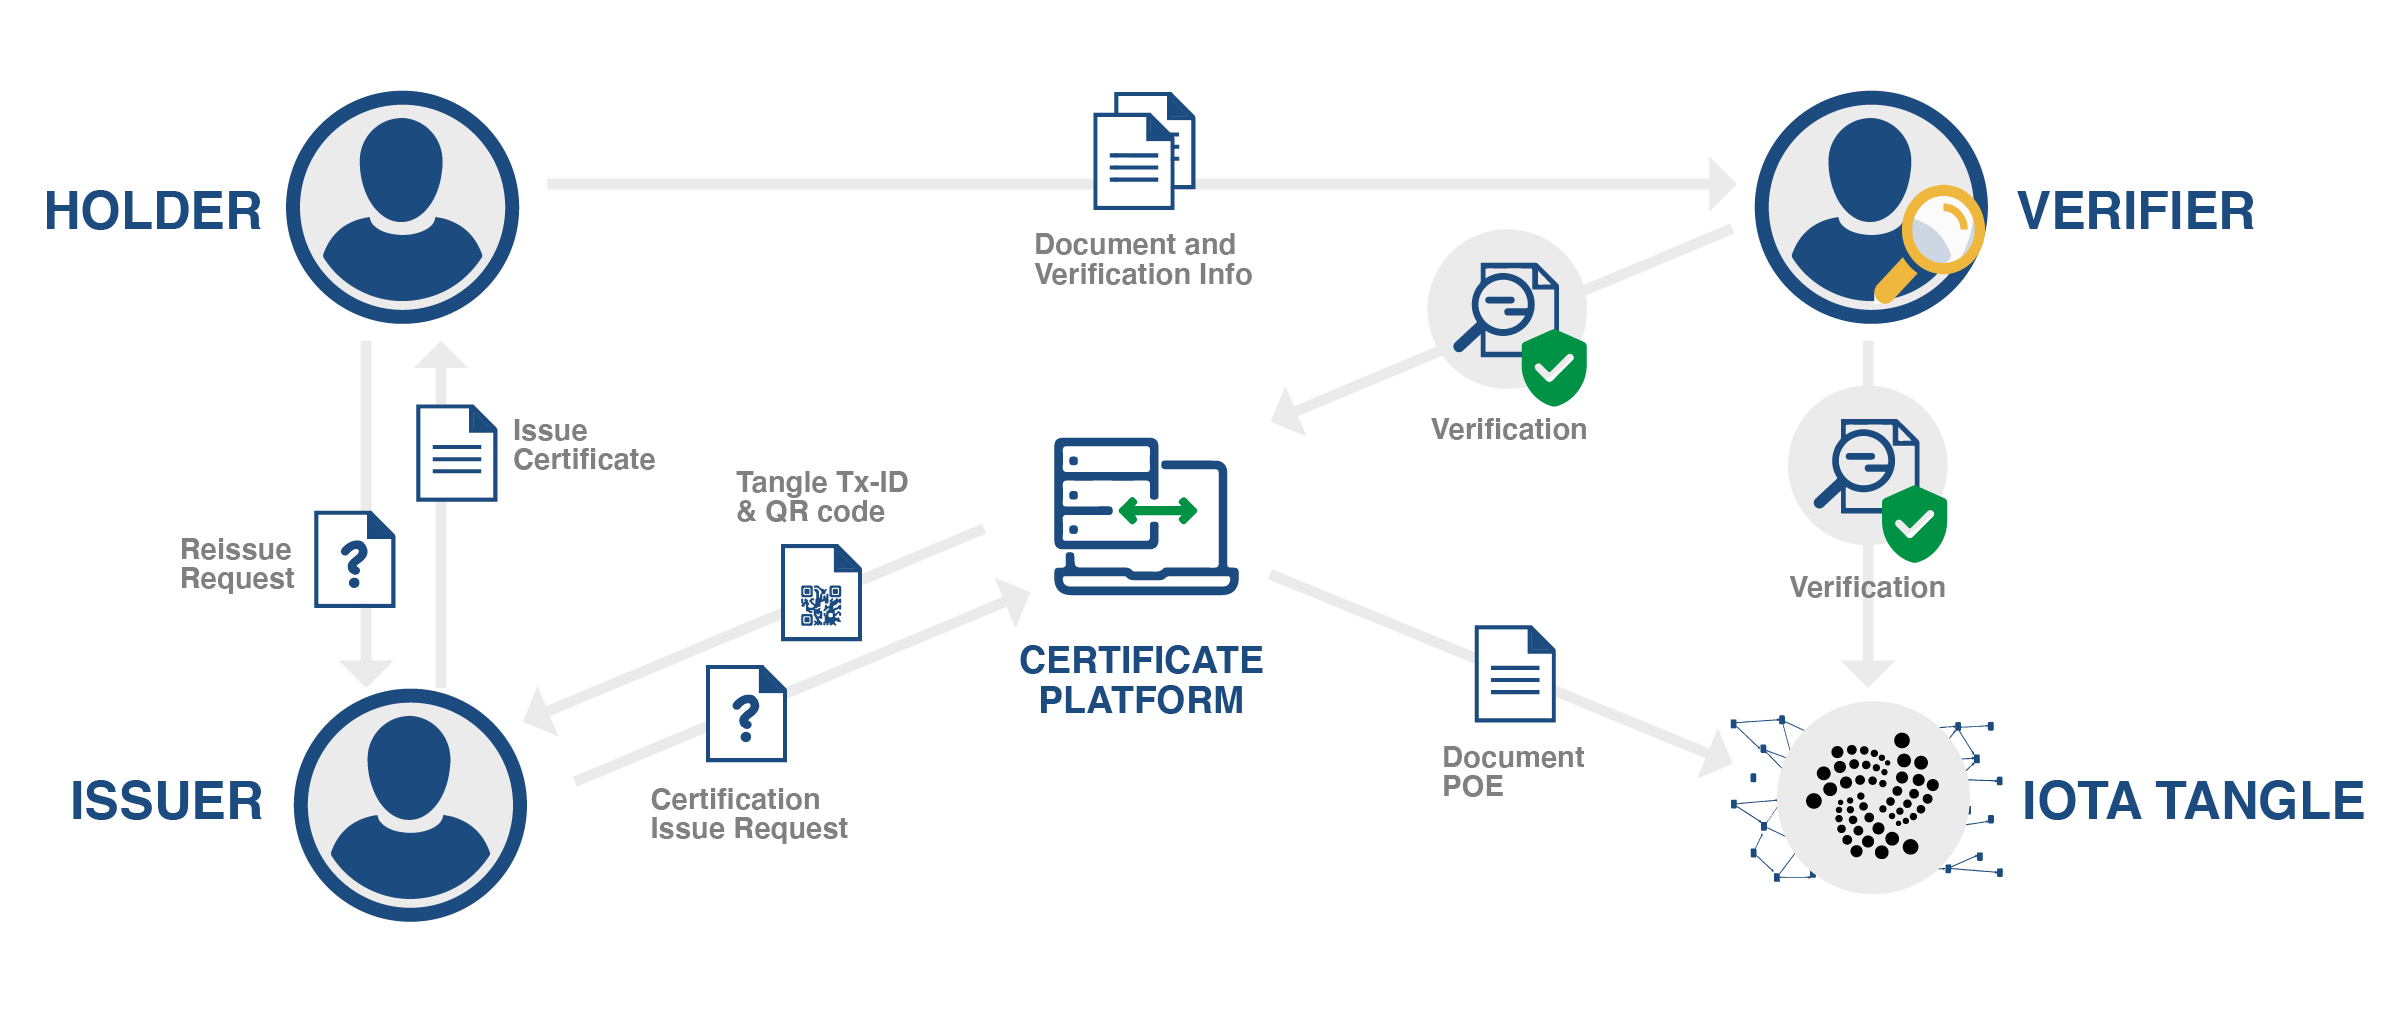 HOLDER
Document and
Verification Info
VERIFIER
Verification
Issue
Certificate
Tangle Tx-ID
& QR code
Reissue
Request
Verification
CERTIFICATE
PLATFORM
Document
POE
ISSUER
Certification
Issue Request
IOTA TANGLE